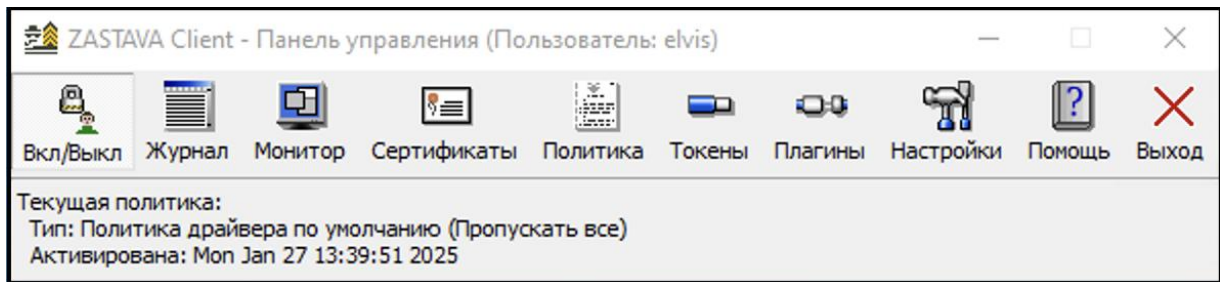 ZASTAVA Client - Панель управления (Пользователь: elvis)
Вкл/Выкл Журнал Монитор Сертификаты Политика Токены Плагины Настройки Помощь Выход
Текущая политика:
Тип: Политика драйвера по умолчанию (Пропускать все)
Активирована: Mon Jan 27 13:39:51 2025